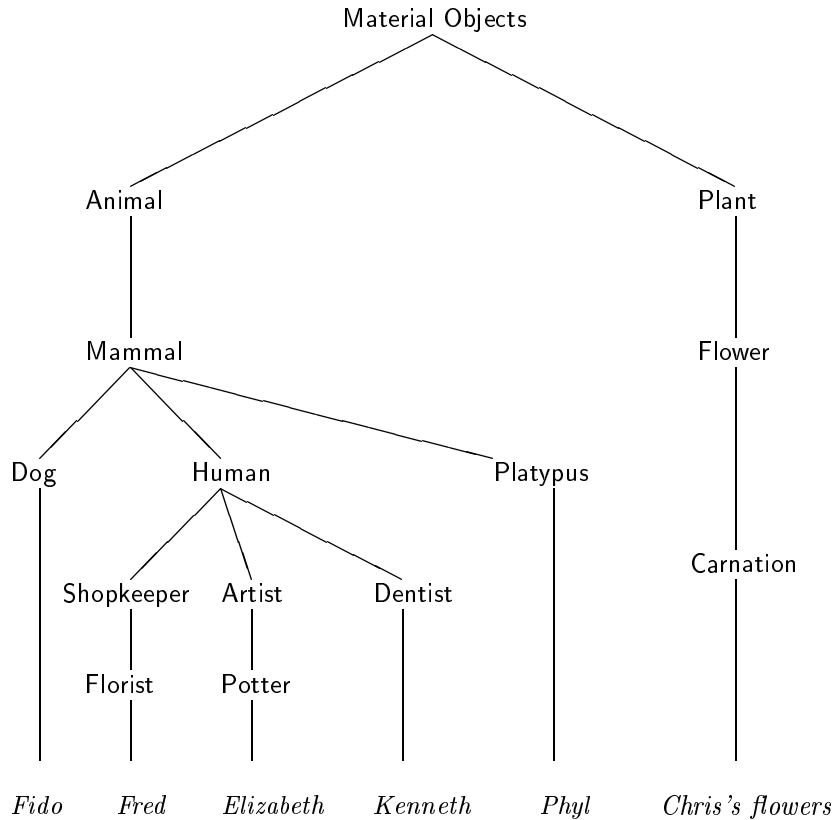 Material Objects
Animal Plant
Mammal Flower
Dog Human Platypus
Carnation
Shopkeeper Artist Dentist
Florist Potter
Fido Fred Elizabeth Kenneth Phyl Chris's flowers